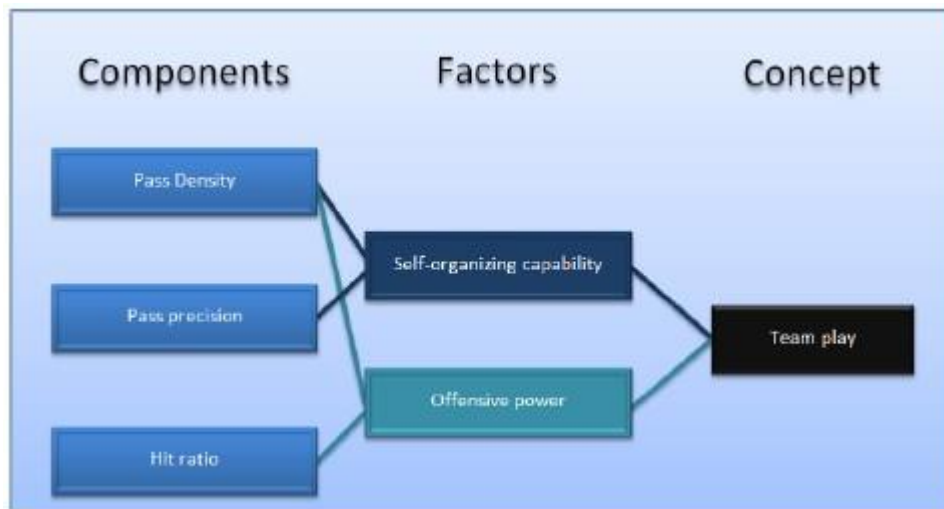 Components
Factors
Concept
Pass Density
Self-organizing capability
Pass precision
Team play
Offensive power
Hit ratio